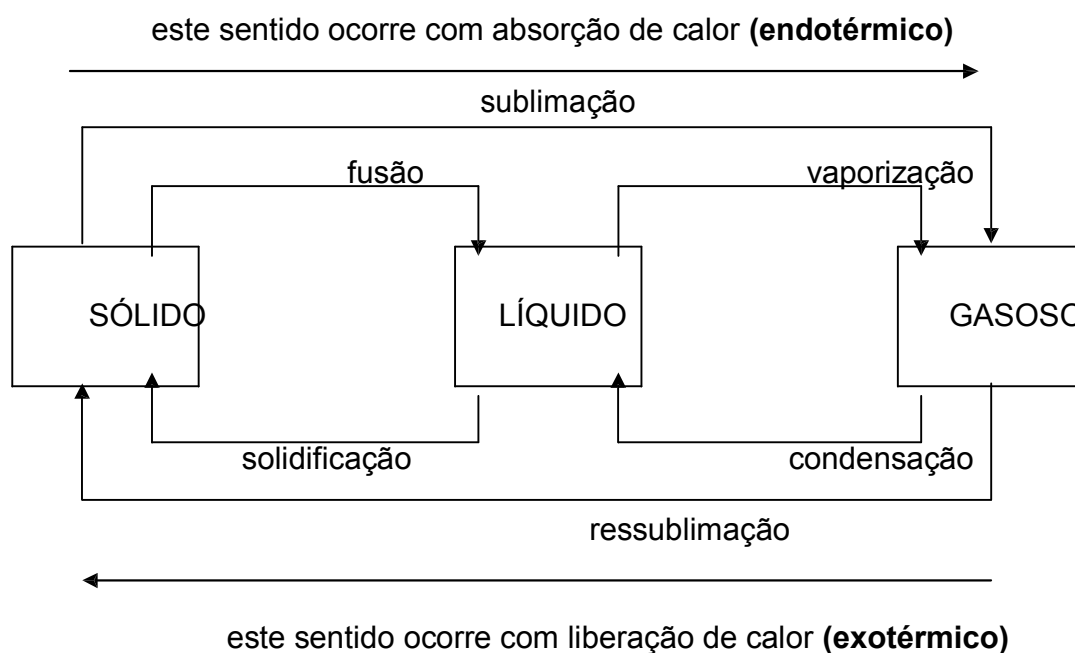 este sentido ocorre com absorção de calor (endotérmico)
sublimação
fusão
vaporização
SÓLIDO
LÍQUIDO
GASOSO
solidificação
condensação
ressublimação
este sentido ocorre com liberação de calor (exotérmico)